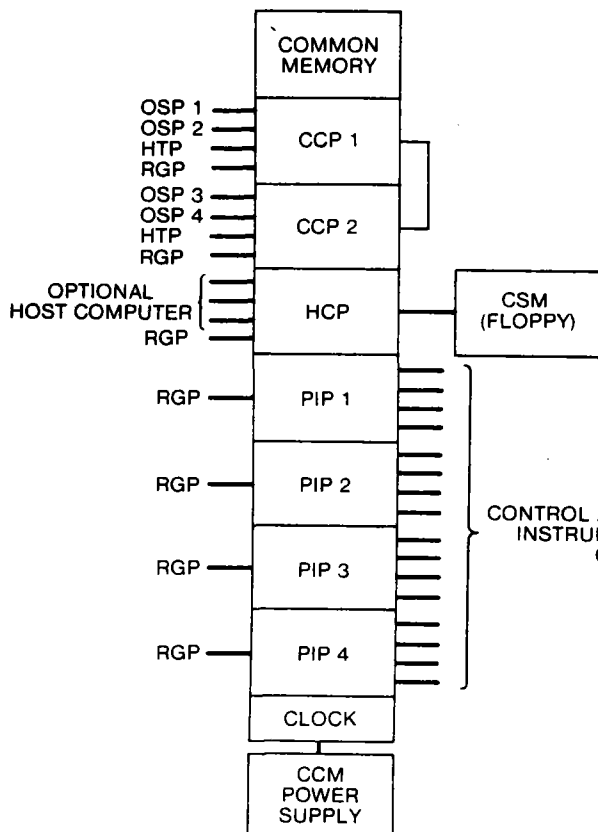 COMMON
MEMORY
OSP 1
OSP 2
HTP
RGP
CCP 1
OSP 3
OSP 4
HTP
RGP
CCP 2
OPTIONAL
HOST COMPUTER
RGP
HCP
CSM
(FLOPPY)
RGP
PIP 1
RGP
PIP 2
CONTROL
RGP
PIP 3
RGP
PIP 4
CLOCK
CCM
POWER
SUPPLY